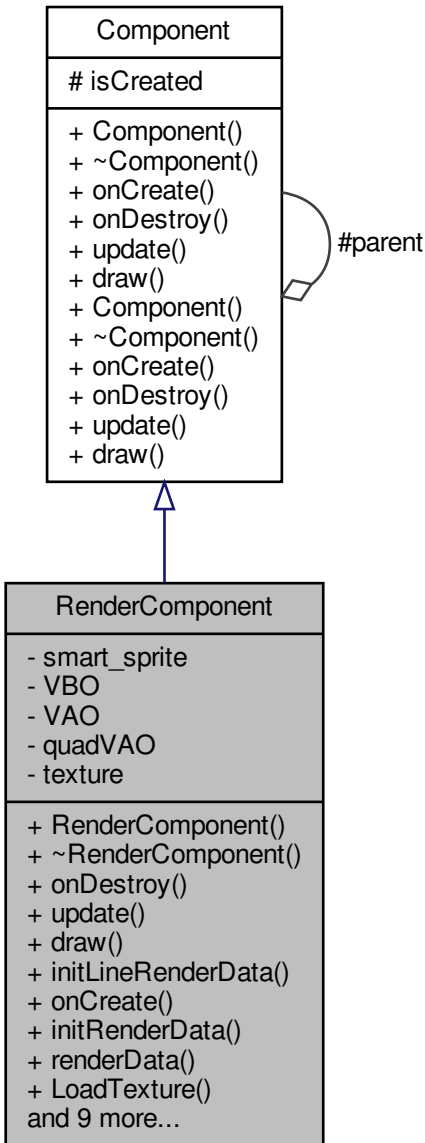 Component
# isCreated
+ Component()
+ ~Component()
+ onCreate()
+ onDestroy()
+ update()
+ draw()
+ Component()
+ ~Component()
+ onCreate()
+ onDestroy()
+ update()
+ draw()
#parent
RenderComponent
- smart_sprite
- VBO
- VAO
- quadVAO
- texture
+ RenderComponent()
+ ~RenderComponent()
+ onDestroy()
+ update()
+ draw()
+ initLineRenderData()
+ onCreate()
+ initRenderData()
+ renderData()
+ LoadTexture()
and 9 more...